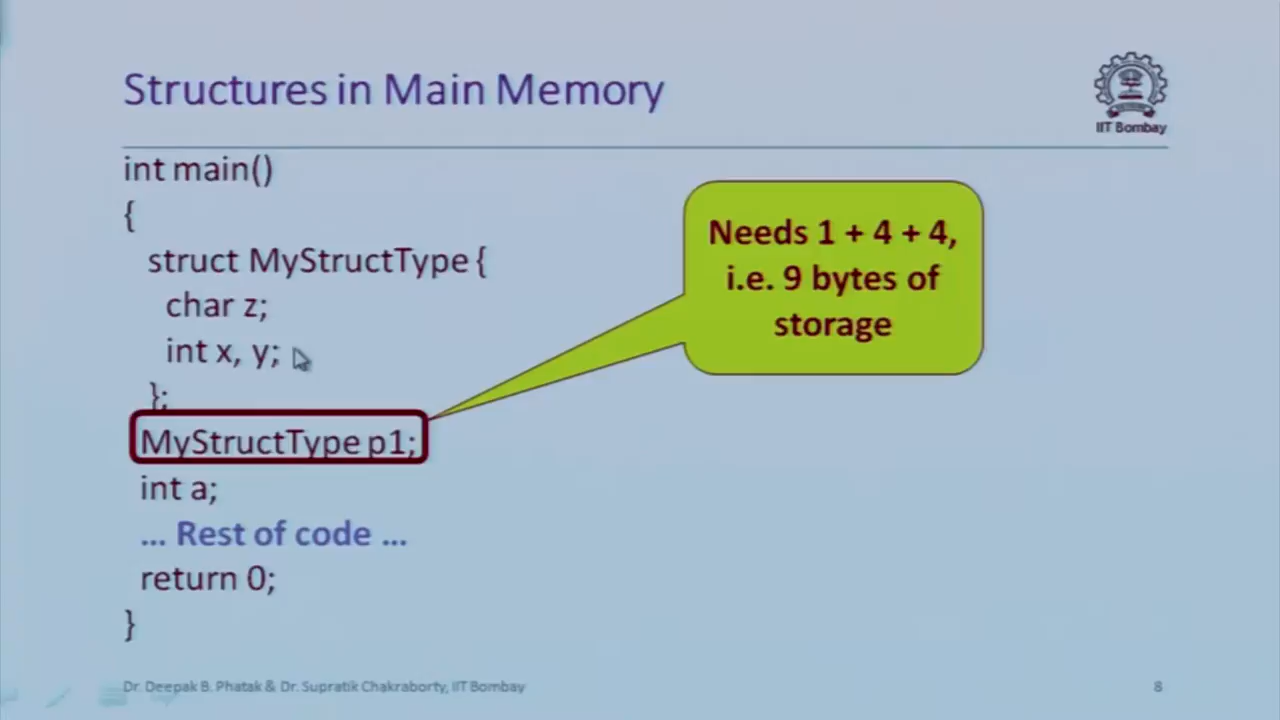 Structures in Main Memory
IIT Bombay
int main()
{
struct MyStructType {
char z;
int x, y;
};
MyStructType p1;
int a;
... Rest of code ...
return 0;
}
Needs 1 + 4 + 4,
i.e. 9 bytes of
storage
Dr. Deepak B. Phatak & Dr. Supratik Chakraborty, IIT Bombay
8